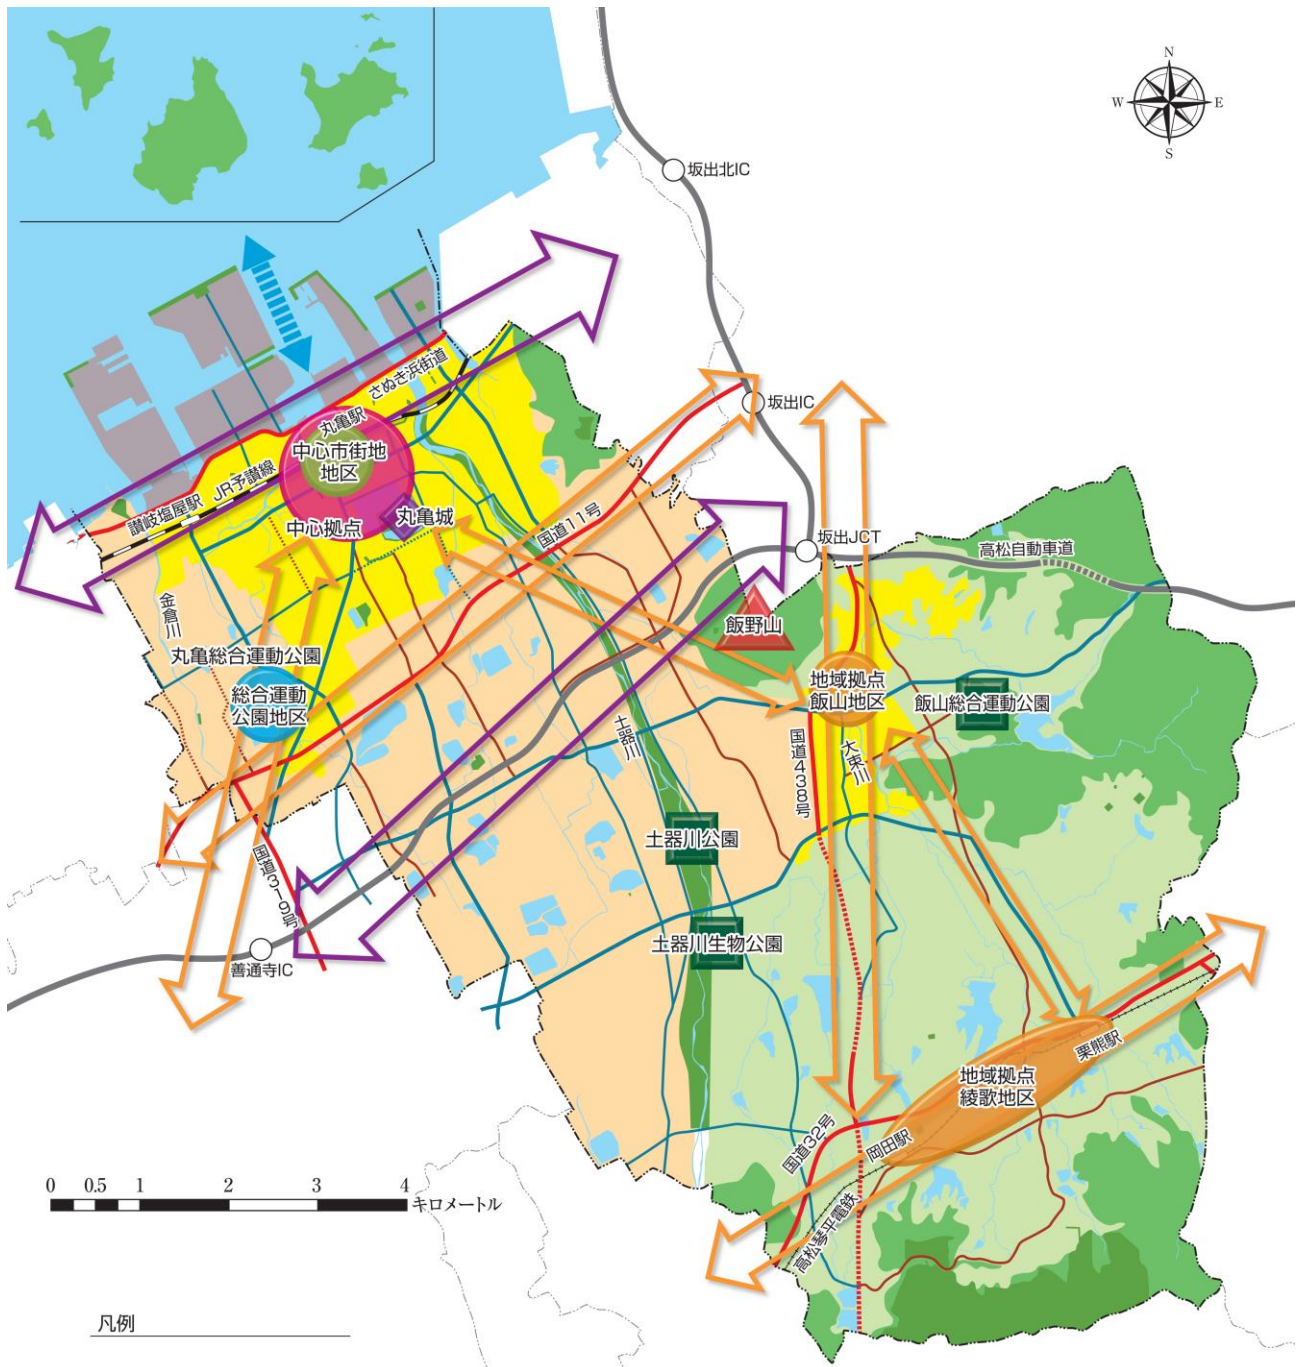 N
W
E
S
坂出北IC
さぬき浜街道
坂出IC
丸亀駅
中心市街地
地区
讃岐塩屋駅
JR予讃線
中心拠点
丸亀城
国道11号
坂出JCT
高松自動車道
金倉川
飯野山
丸亀総合運動公園
総合運動
公園地区
地域拠点
飯山地区
飯山総合運動公園
土器川
国道438号
大束川
土器川公園
国道319号
土器川生物公園
善通寺IC
栗熊駅
地域拠点
綾歌地区
国道32号
岡田駅
高松琴平電鉄
0 0.5 1 2 3 4
キロメートル
凡例